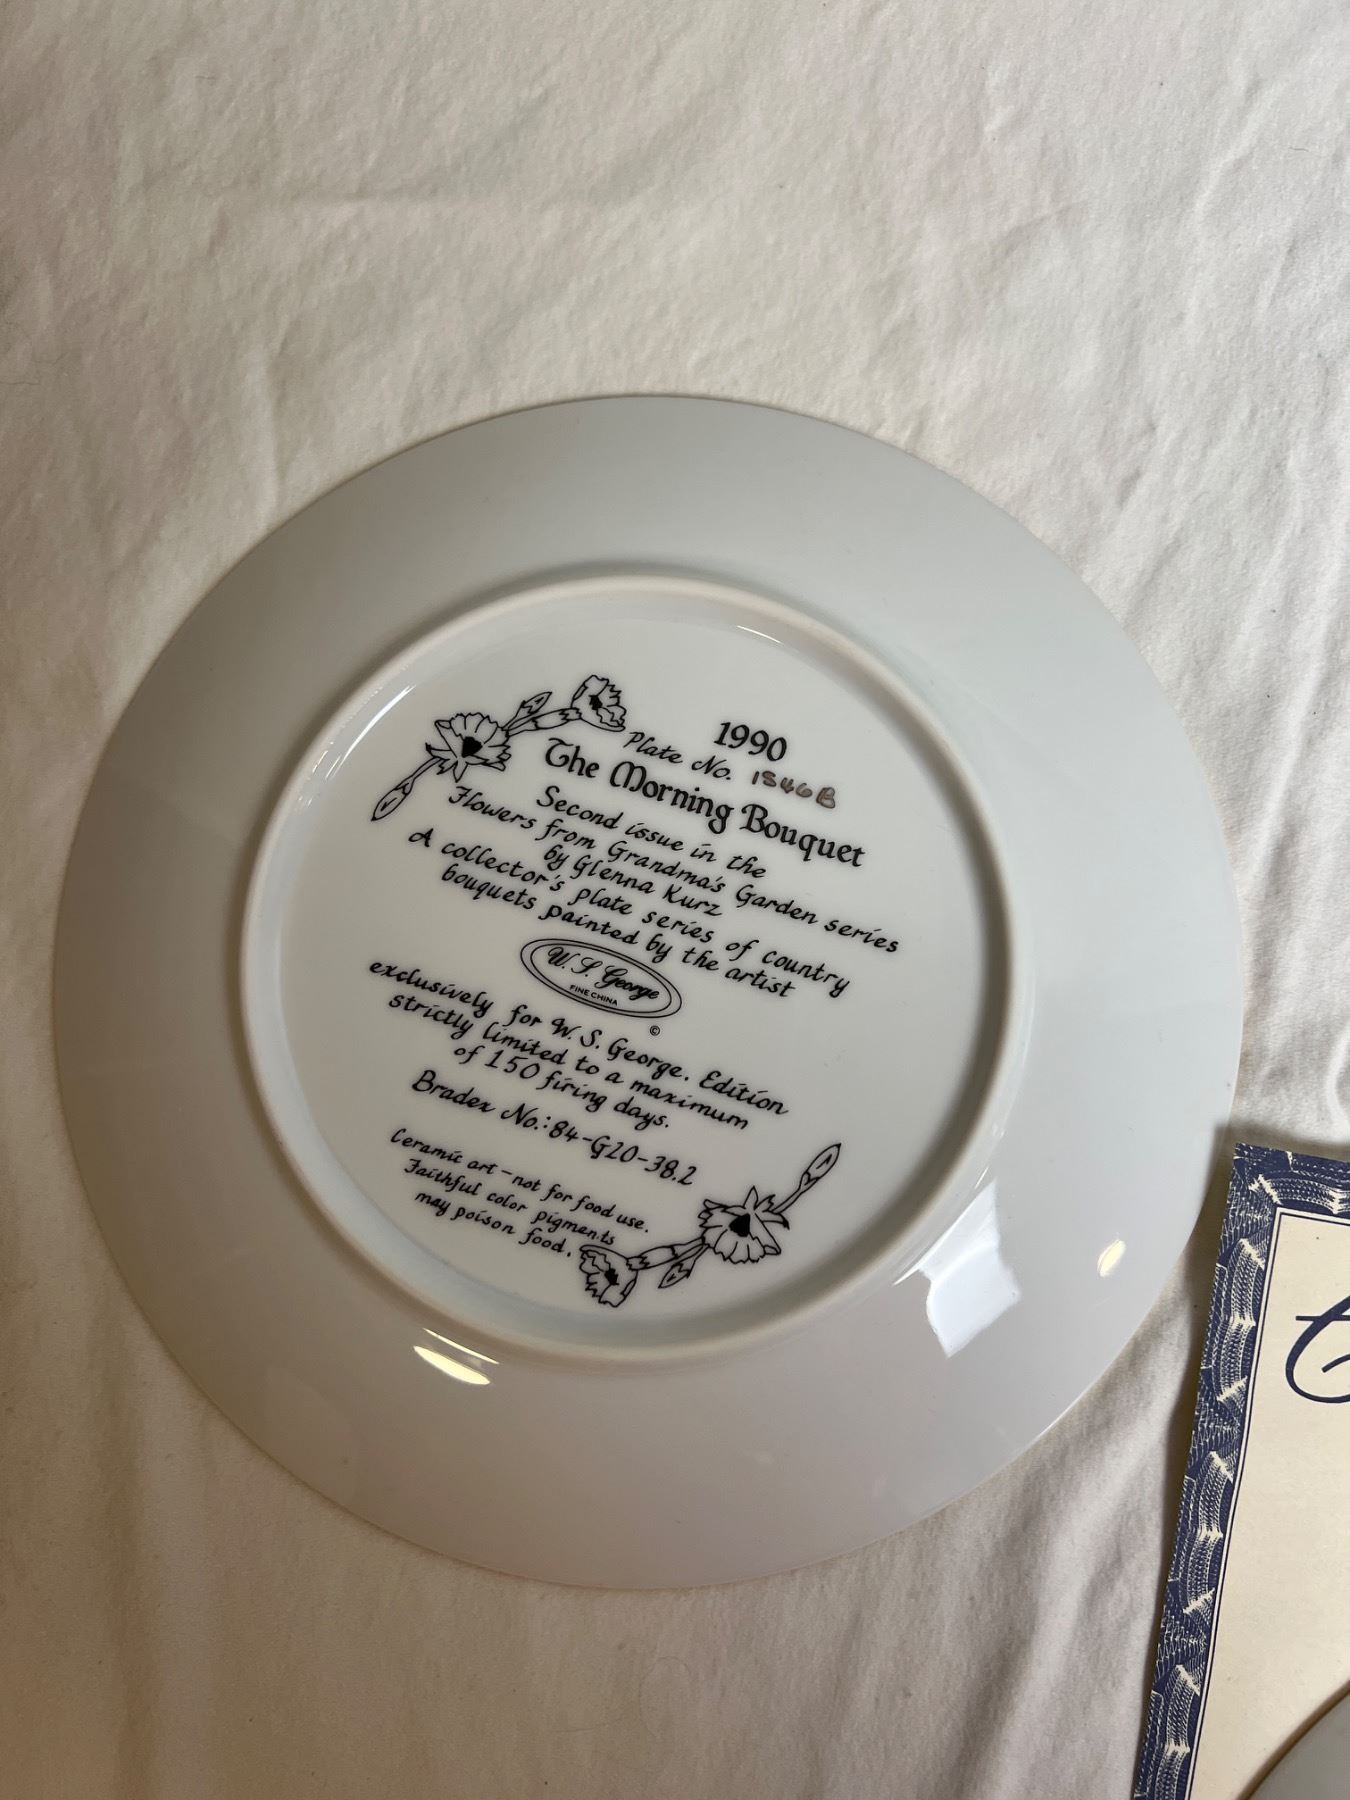 1990
Plate No. 1846B
The Morning Bouquet
Second issue in the
Flowers from Grandma's Garden series
by Glenna Kurz
A collector's plate series of country
bouquets painted by the artist
W. S. George
FINE CHINA
©
exclusively for W. S. George. Edition
strictly limited to a maximum
of 150 firing days.
Bradex No.: 84-G20-38.2
Ceramic art – not for food use.
Faithful color pigments
may poison food.